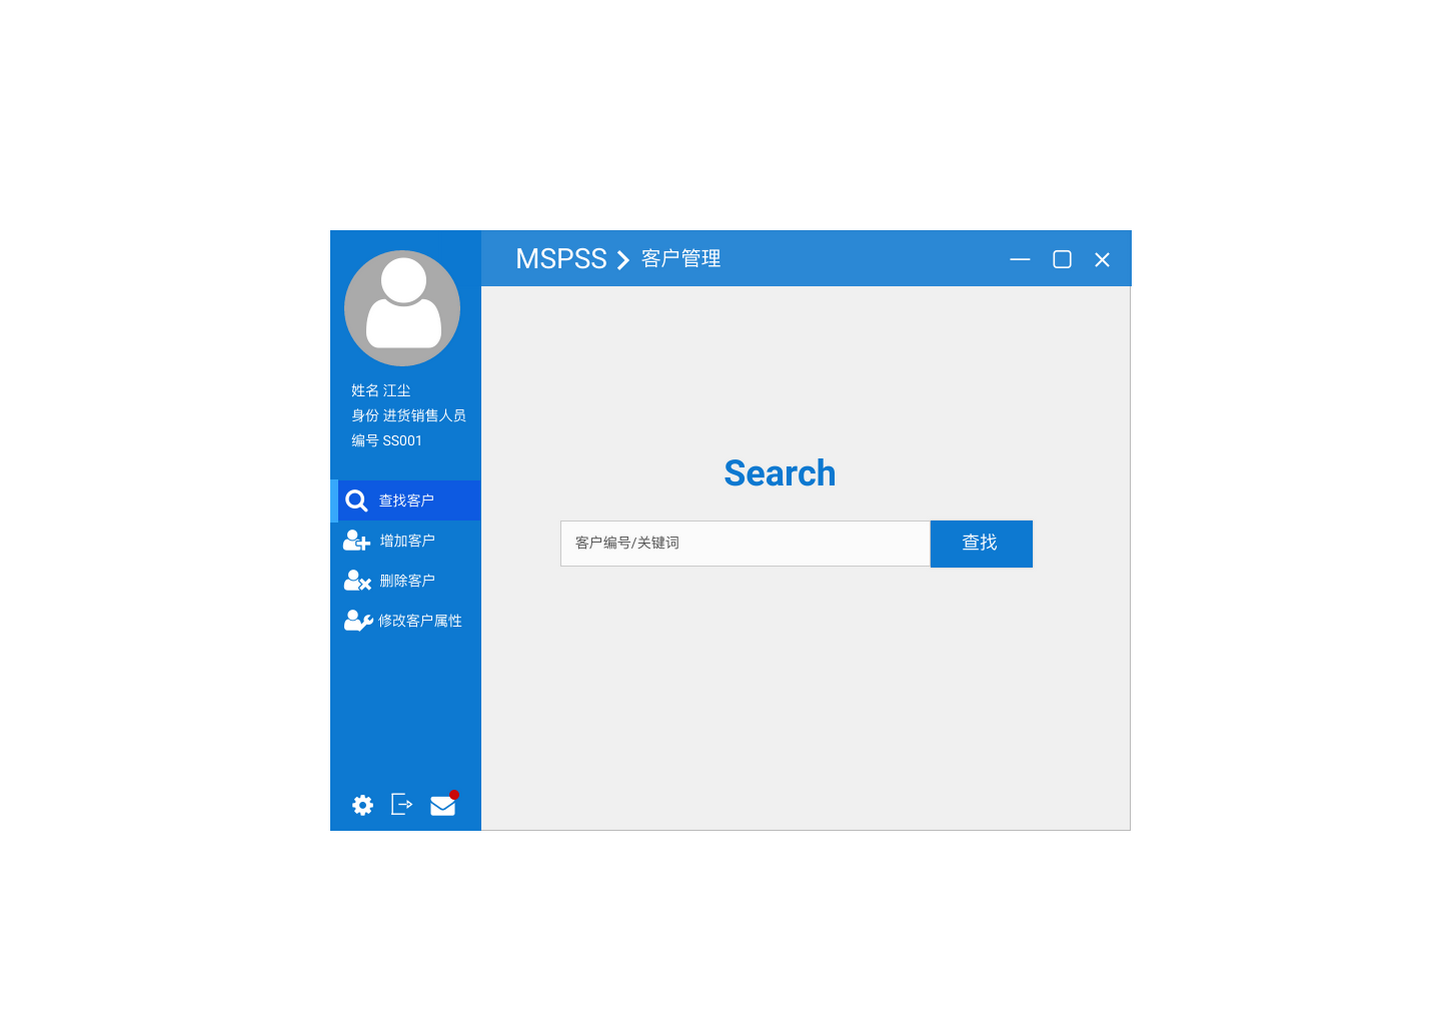 MSPSS 客户管理
姓名 江尘
身份 进货销售人员
编号 SS001
查找客户
增加客户
删除客户
修改客户属性
Search
客户编号/关键词 查找